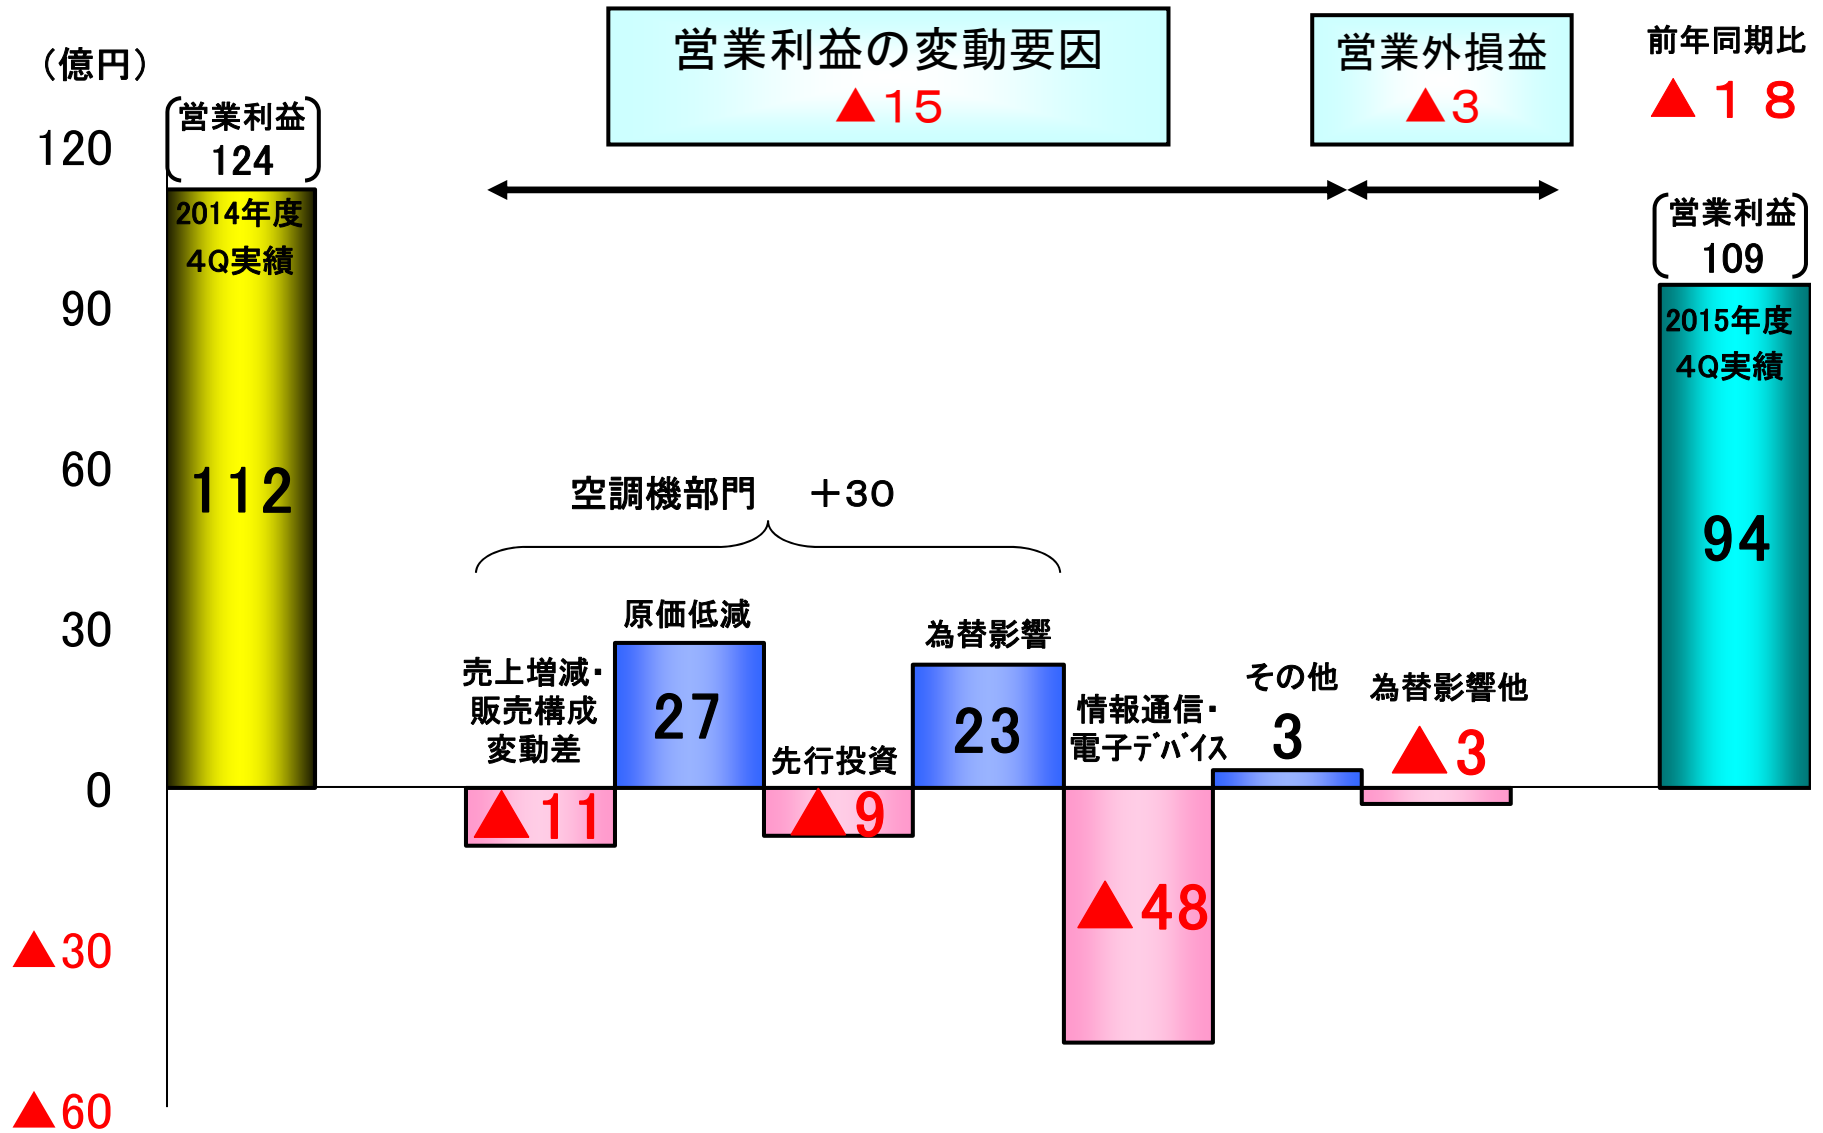 （億円）
営業利益の変動要因
▲15
営業外損益
▲3
前年同期比
▲１８
営業利益
124
120
90
60
30
0
▲30
▲60
2014年度
４Q実績
112
空調機部門　＋30
売上増減・
販売構成
変動差
▲11
原価低減
27
先行投資
▲9
為替影響
23
情報通信・
電子ﾃﾞﾊﾞｲｽ
▲48
その他
3
為替影響他
▲3
営業利益
109
2015年度
４Q実績
94